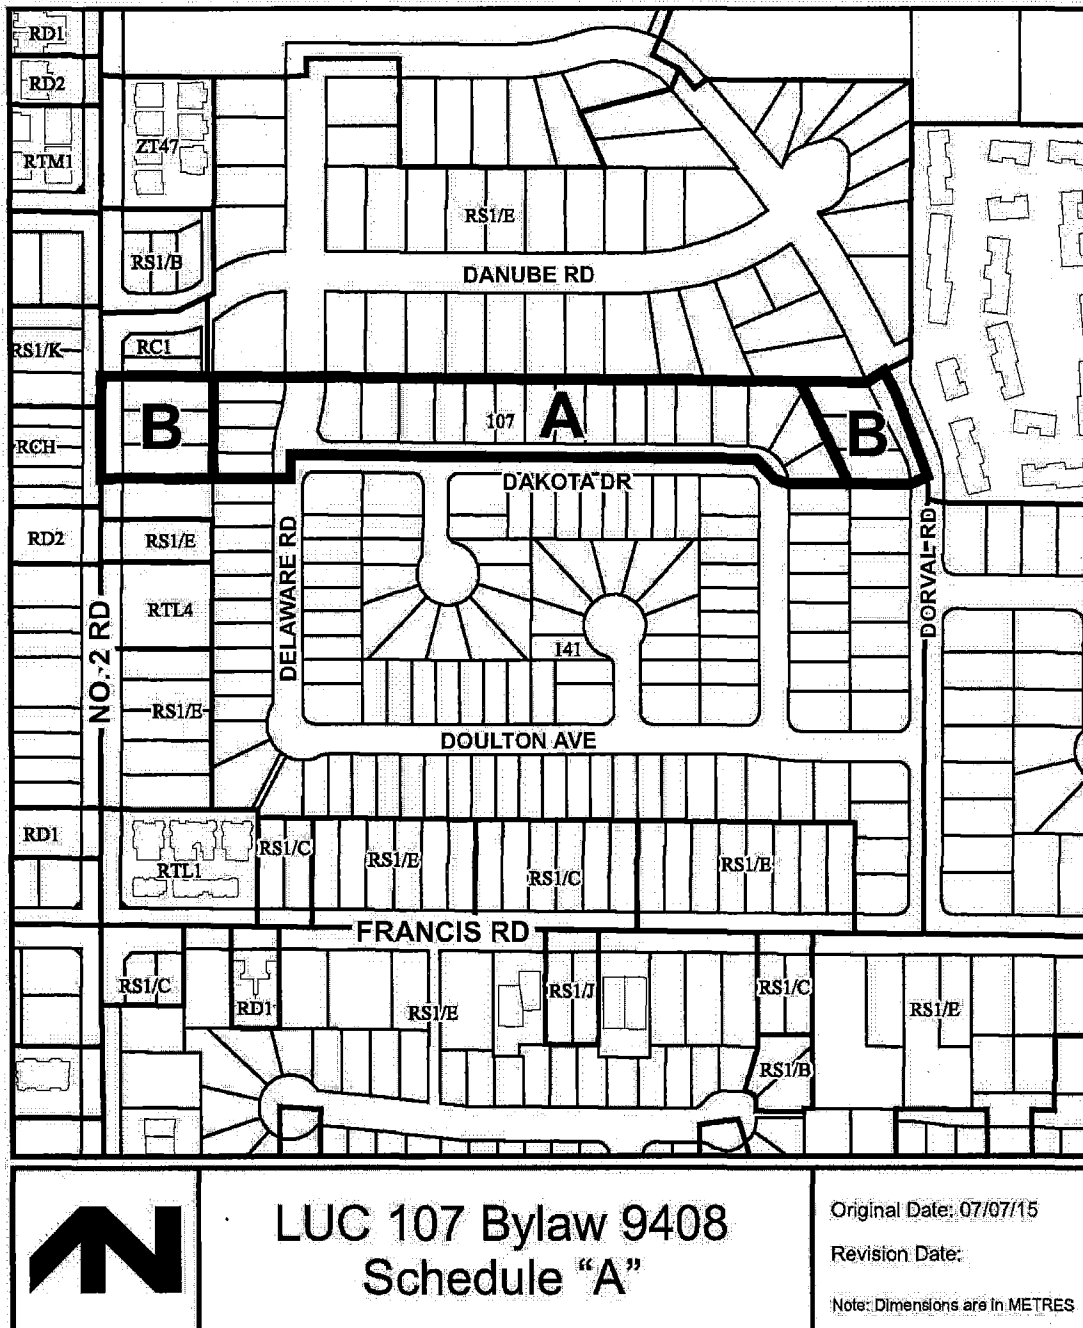 RD1
RD2
RTM1
ZT47
RS1/E
RS1/B
DANUBE RD
RS1/K
RC1
B
A
B
107
RCH
DAKOTA DR
RD2
RS1/E
DELAWARE RD
DORVAL RD
RTL4
NO. 2 RD
141
RS1/E
DOULTON AVE
RD1
RS1/C
RS1/E
RS1/E
RTL1
RS1/C
FRANCIS RD
RS1/C
RD1
RS1/E
RS1/J
RS1/C
RS1/E
RS1/B
N
LUC 107 Bylaw 9408
Schedule "A"
Original Date: 07/07/15
Revision Date:
Note: Dimensions are in METRES